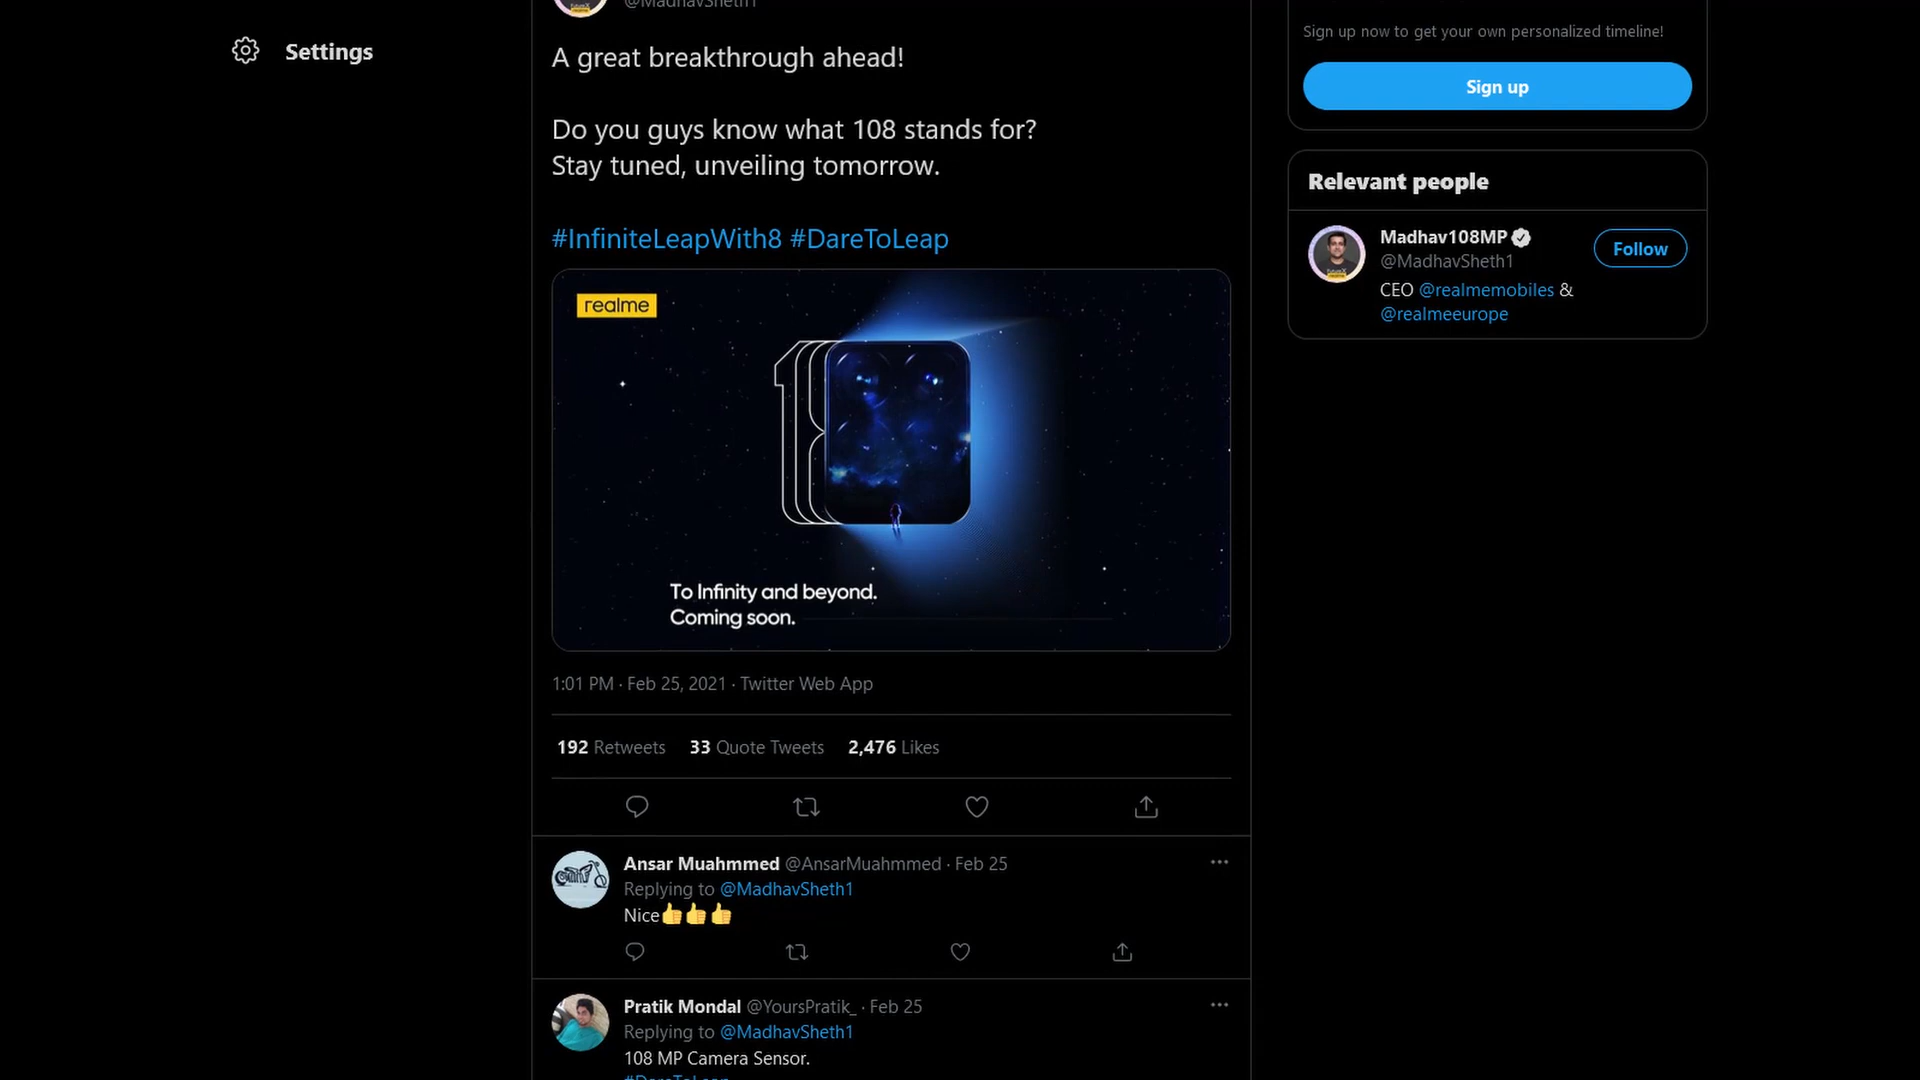 @MadhavSheth1
Settings
A great breakthrough ahead!
Do you guys know what 108 stands for?
Stay tuned, unveiling tomorrow.
#InfiniteLeapWith8 #DareToLeap
realme
To Infinity and beyond.
Coming soon.
1:01 PM · Feb 25, 2021 · Twitter Web App
192 Retweets 33 Quote Tweets 2,476 Likes
Ansar Muahmmed @AnsarMuahmmed · Feb 25
Replying to @MadhavSheth1
Nice👍👍👍
Pratik Mondal @YoursPratik_ · Feb 25
Replying to @MadhavSheth1
108 MP Camera Sensor.
#DareToLeap
Sign up now to get your own personalized timeline!
Sign up
Relevant people
Madhav108MP
@MadhavSheth1
Follow
CEO @realmemobiles &
@realmeeurope